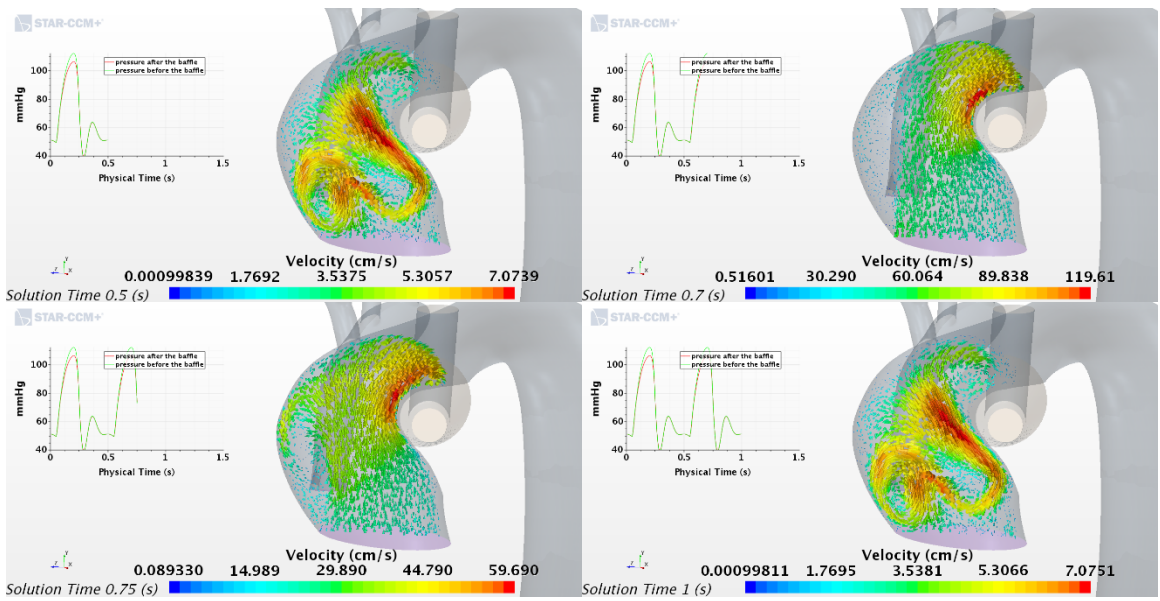 STAR-CCM+
pressure after the baffle
pressure before the baffle
100
80
60
40
mmHg
0 0.5 1 1.5
Physical Time (s)
y
z x
Velocity (cm/s)
0.00099839 1.7692 3.5375 5.3057 7.0739
Solution Time 0.5 (s)
STAR-CCM+
pressure after the baffle
pressure before the baffle
100
80
60
40
mmHg
0 0.5 1 1.5
Physical Time (s)
y
z x
Velocity (cm/s)
0.51601 30.290 60.064 89.838 119.61
Solution Time 0.7 (s)
STAR-CCM+
pressure after the baffle
pressure before the baffle
100
80
60
40
mmHg
0 0.5 1 1.5
Physical Time (s)
y
z x
Velocity (cm/s)
0.089330 14.989 29.890 44.790 59.690
Solution Time 0.75 (s)
STAR-CCM+
pressure after the baffle
pressure before the baffle
100
80
60
40
mmHg
0 0.5 1 1.5
Physical Time (s)
y
z x
Velocity (cm/s)
0.00099811 1.7695 3.5381 5.3066 7.0751
Solution Time 1 (s)